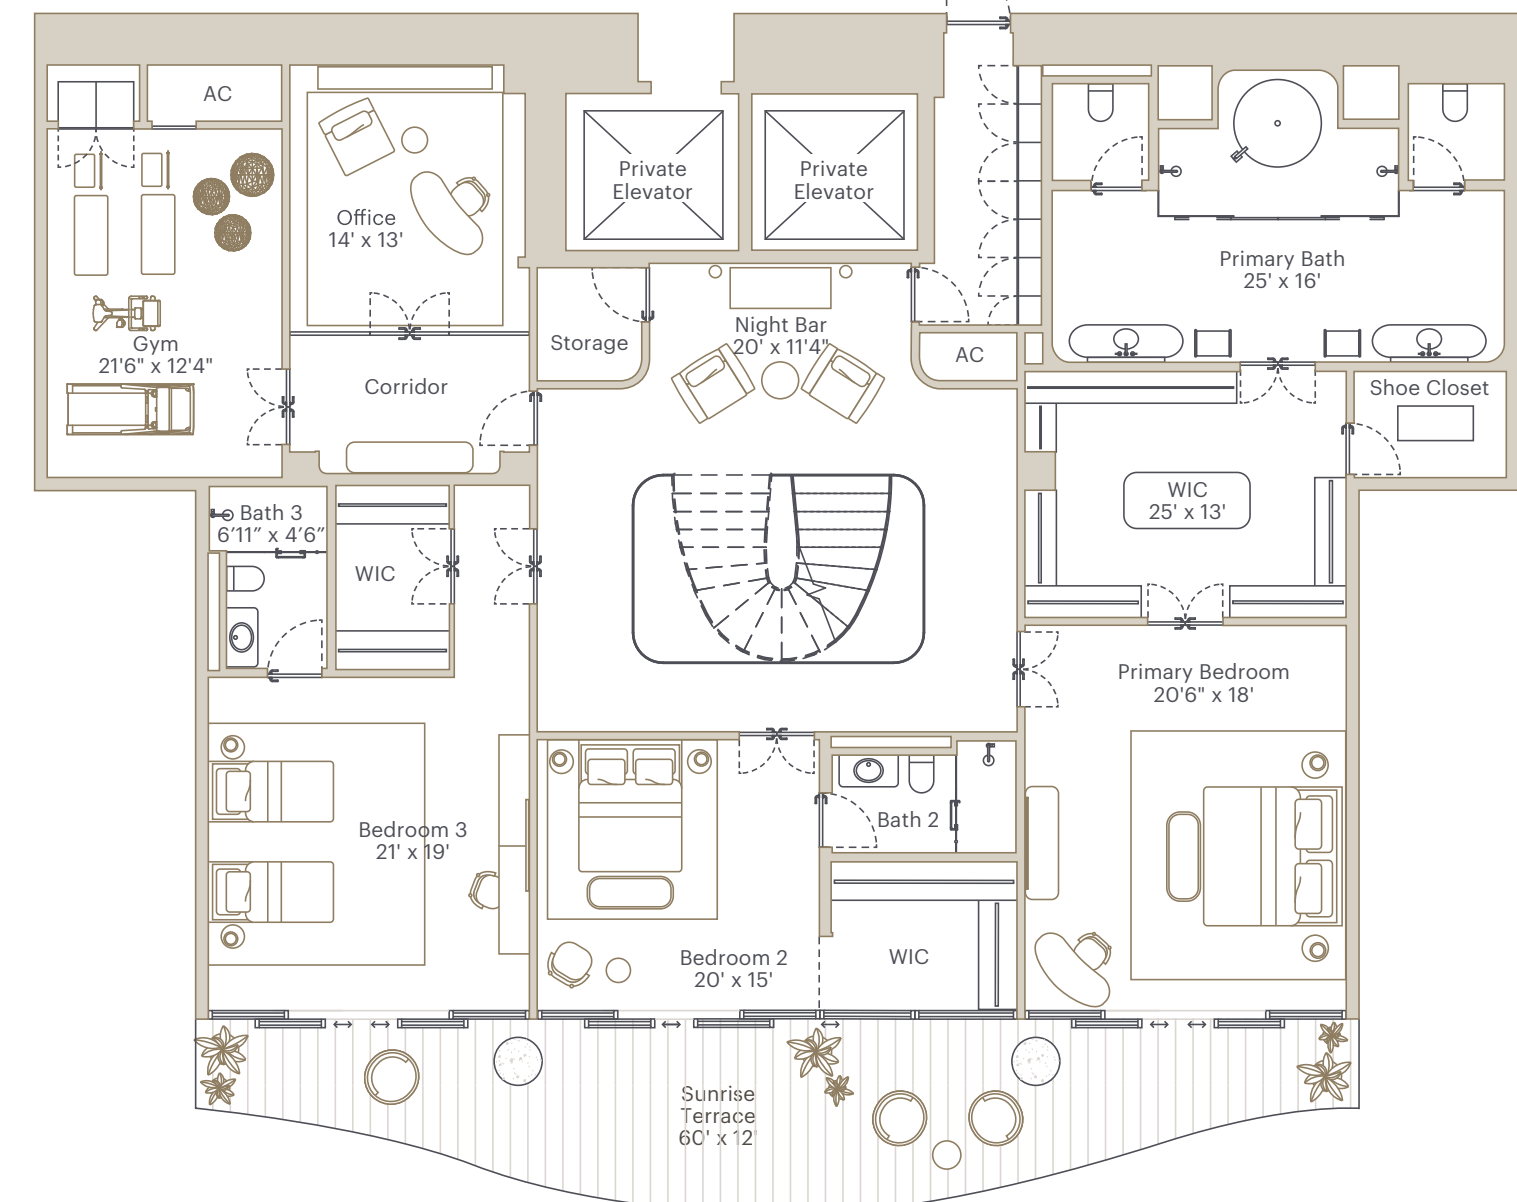 AC
Private
Elevator
Private
Elevator
Office
14' x 13'
Primary Bath
25' x 16'
Gym
21'6" x 12'4"
Storage
Night Bar
20' x 11'4"
AC
Corridor
Shoe Closet
WIC
25' x 13'
Bath 3
6'11" x 4'6"
WIC
Primary Bedroom
20'6" x 18'
Bedroom 3
21' x 19'
Bath 2
Bedroom 2
20' x 15'
WIC
Sunrise
Terrace
60' x 12'